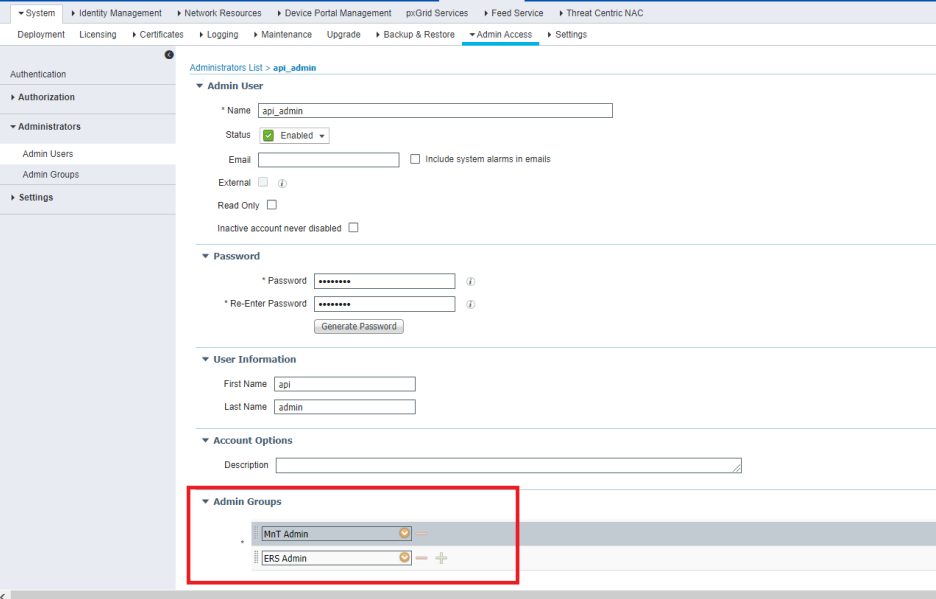 System Identity Management Network Resources Device Portal Management pxGrid Services Feed Service Threat Centric NAC
Deployment Licensing Certificates Logging Maintenance Upgrade Backup & Restore Admin Access Settings
Authentication
Authorization
Administrators
Admin Users
Admin Groups
Settings
Administrators List > api_admin
Admin User
* Name api_admin
Status Enabled
Email Include system alarms in emails
External i
Read Only
Inactive account never disabled
Password
* Password •••••••• i
* Re-Enter Password •••••••• i
Generate Password
User Information
First Name api
Last Name admin
Account Options
Description
Admin Groups
* MnT Admin
ERS Admin